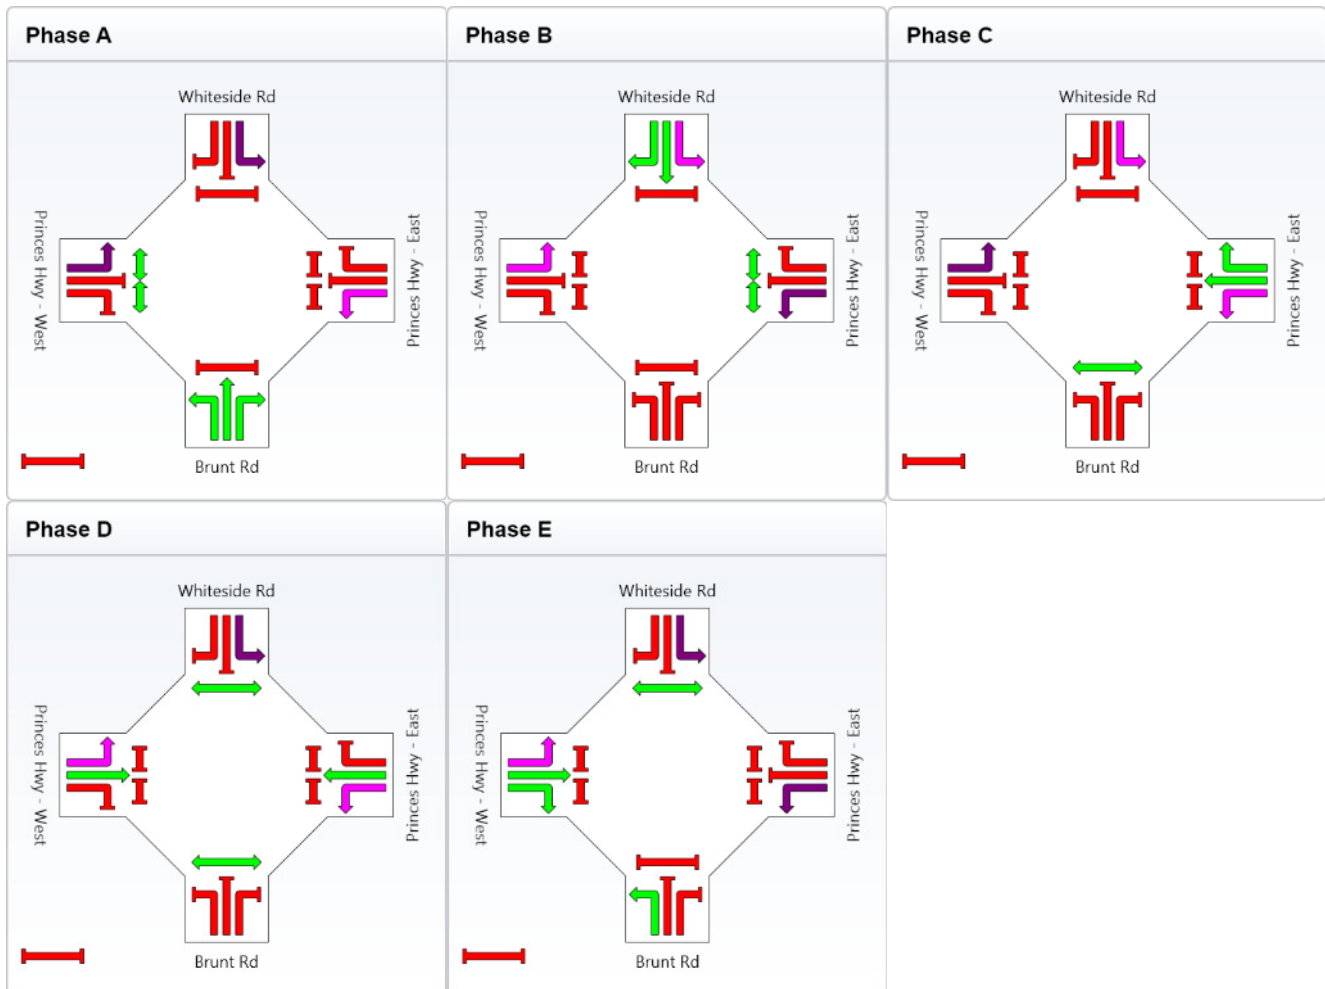 Phase A
Whiteside Rd
Princes Hwy - West
Princes Hwy - East
Brunt Rd
Phase B
Whiteside Rd
Princes Hwy - West
Princes Hwy - East
Brunt Rd
Phase C
Whiteside Rd
Princes Hwy - West
Princes Hwy - East
Brunt Rd
Phase D
Whiteside Rd
Princes Hwy - West
Princes Hwy - East
Brunt Rd
Phase E
Whiteside Rd
Princes Hwy - West
Princes Hwy - East
Brunt Rd